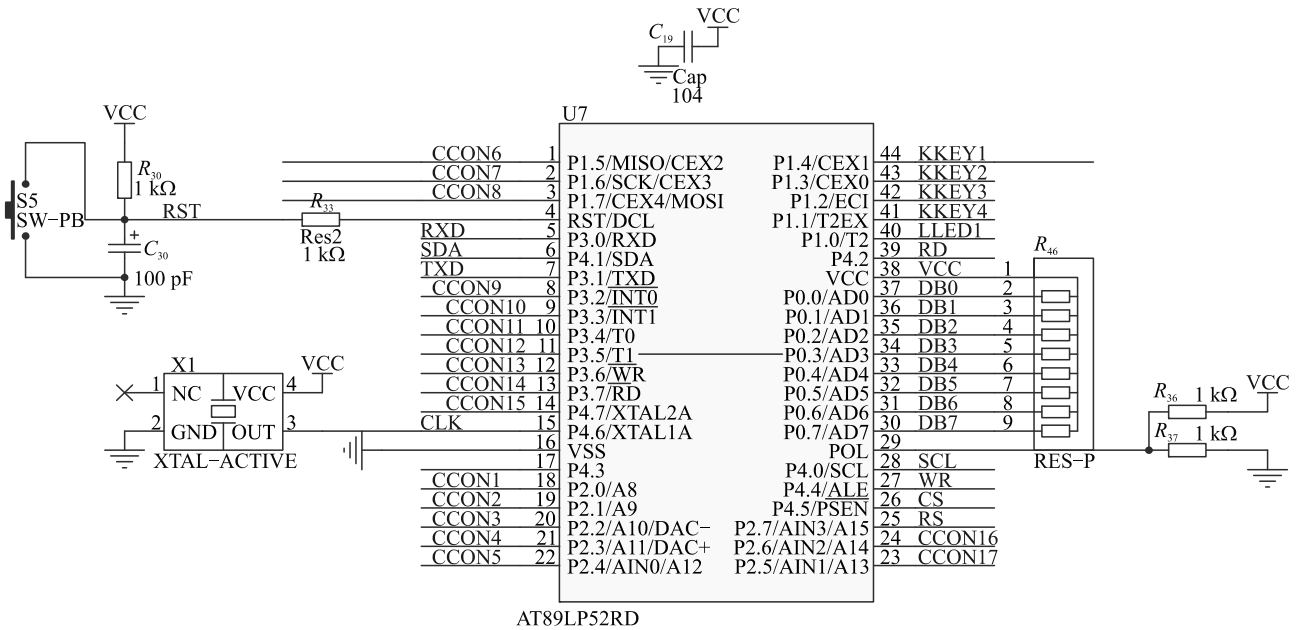 VCC
C19
Cap
104
VCC
R30
1 kΩ
S5
SW-PB
RST
+
C30
100 pF
R33
Res2
1 kΩ
X1
1 NC VCC 4
2 GND OUT 3
XTAL-ACTIVE
VCC
U7
CCON6 1 P1.5/MISO/CEX2
CCON7 2 P1.6/SCK/CEX3
CCON8 3 P1.7/CEX4/MOSI
4 RST/DCL
RXD 5 P3.0/RXD
SDA 6 P4.1/SDA
TXD 7 P3.1/TXD
CCON9 8 P3.2/INT0
CCON10 9 P3.3/INT1
CCON11 10 P3.4/T0
CCON12 11 P3.5/T1
CCON13 12 P3.6/WR
CCON14 13 P3.7/RD
CCON15 14 P4.7/XTAL2A
CLK 15 P4.6/XTAL1A
16 VSS
17 P4.3
CCON1 18 P2.0/A8
CCON2 19 P2.1/A9
CCON3 20 P2.2/A10/DAC-
CCON4 21 P2.3/A11/DAC+
CCON5 22 P2.4/AIN0/A12
P1.4/CEX1 44 KKEY1
P1.3/CEX0 43 KKEY2
P1.2/ECI 42 KKEY3
P1.1/T2EX 41 KKEY4
P1.0/T2 40 LLED1
P4.2 39 RD
VCC 38 VCC 1
P0.0/AD0 37 DB0 2
P0.1/AD1 36 DB1 3
P0.2/AD2 35 DB2 4
P0.3/AD3 34 DB3 5
P0.4/AD4 33 DB4 6
P0.5/AD5 32 DB5 7
P0.6/AD6 31 DB6 8
P0.7/AD7 30 DB7 9
POL 29
P4.0/SCL 28 SCL
P4.4/ALE 27 WR
P4.5/PSEN 26 CS
P2.7/AIN3/A15 25 RS
P2.6/AIN2/A14 24 CCON16
P2.5/AIN1/A13 23 CCON17
AT89LP52RD
R46
RES-P
R36 1 kΩ
VCC
R37 1 kΩ